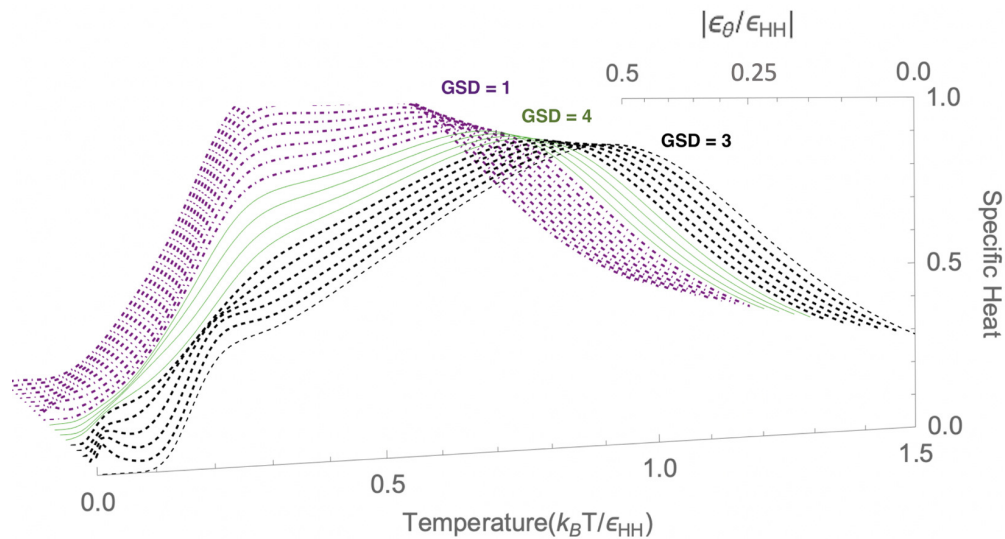 |ϵθ/ϵHH|
0.5 0.25 0.0
GSD = 1
GSD = 4
GSD = 3
1.0
0.5
0.0
Specific Heat
0.0 0.5 1.0 1.5
Temperature(kBT/ϵHH)